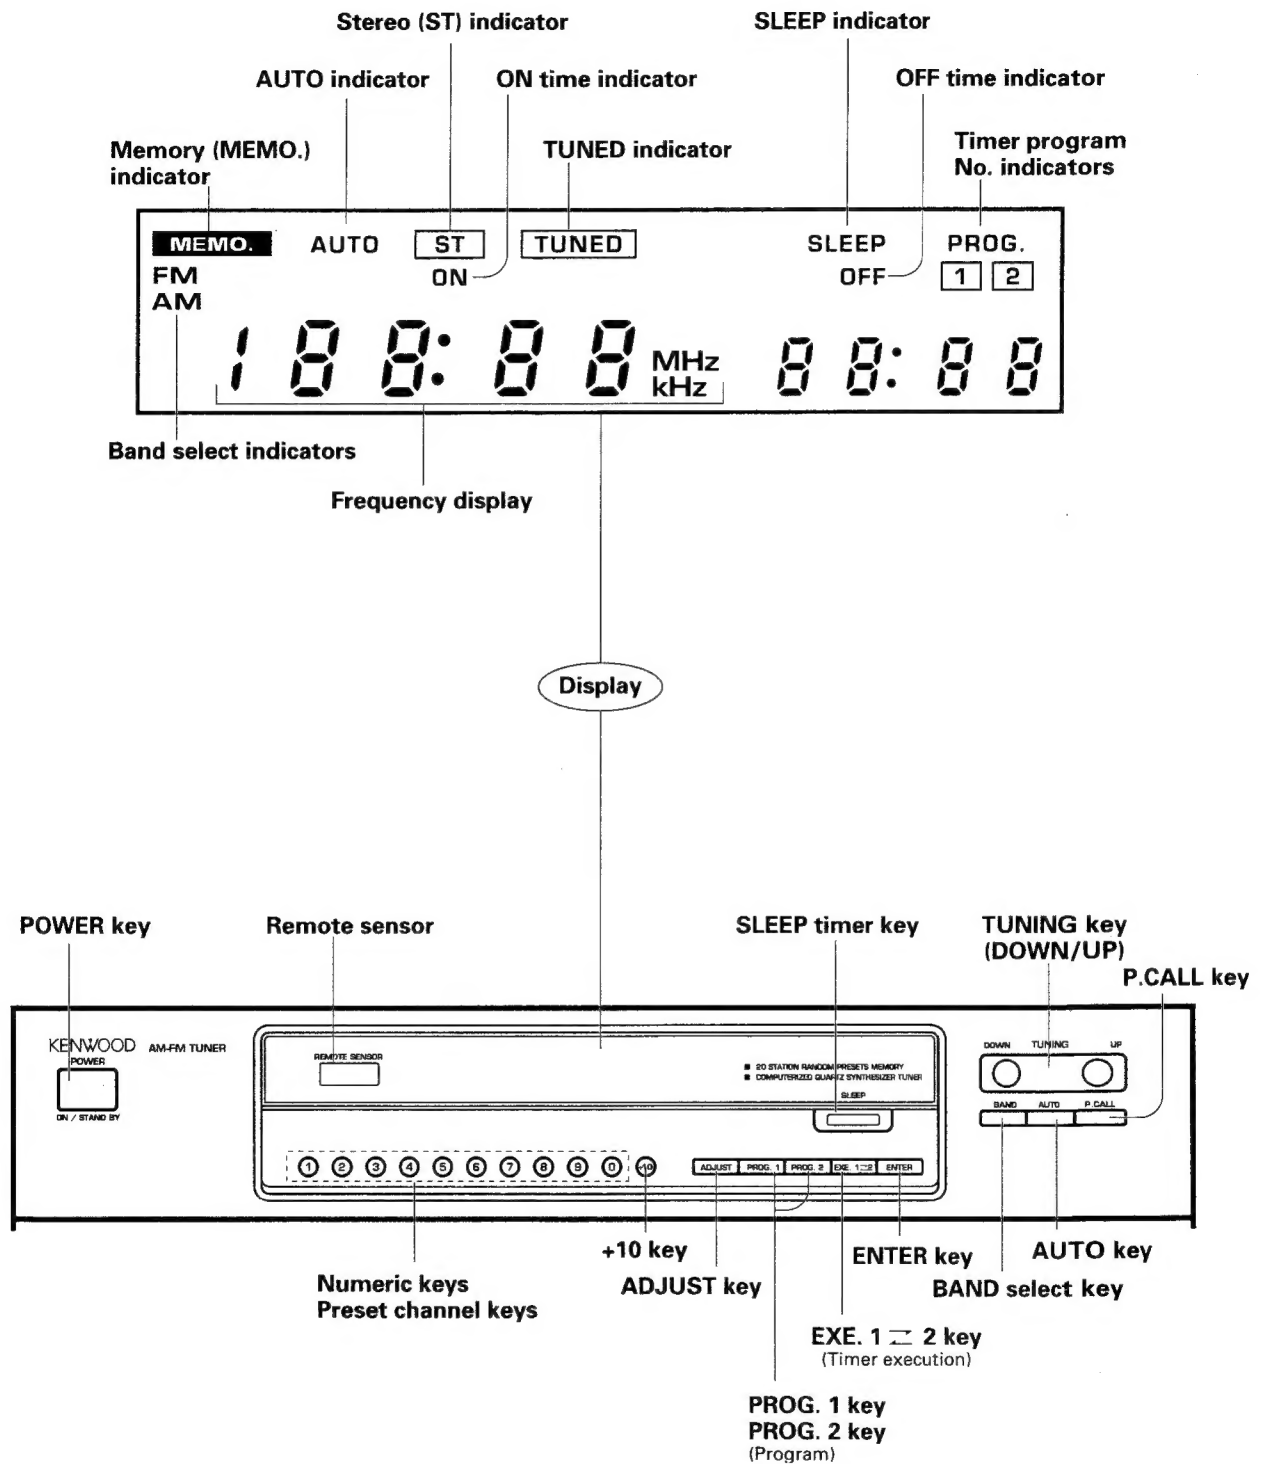 Stereo (ST) indicator
SLEEP indicator
AUTO indicator
ON time indicator
OFF time indicator
Memory (MEMO.)
indicator
TUNED indicator
Timer program
No. indicators
MEMO. AUTO ST TUNED SLEEP PROG.
FM ON OFF 1 2
AM
188:88 MHz 88:88
kHz
Band select indicators
Frequency display
Display
POWER key
Remote sensor
SLEEP timer key
TUNING key
(DOWN/UP)
P.CALL key
KENWOOD AM-FM TUNER
POWER
ON / STAND BY
REMOTE SENSOR
■ 20 STATION RANDOM PRESETS MEMORY
■ COMPUTERIZED QUARTZ SYNTHESIZER TUNER
SLEEP
DOWN TUNING UP
BAND AUTO P.CALL
1 2 3 4 5 6 7 8 9 0 +10 ADJUST PROG. 1 PROG. 2 EXE. 1⇄2 ENTER
+10 key
ENTER key
AUTO key
Numeric keys
Preset channel keys
ADJUST key
BAND select key
EXE. 1 ⇄ 2 key
(Timer execution)
PROG. 1 key
PROG. 2 key
(Program)